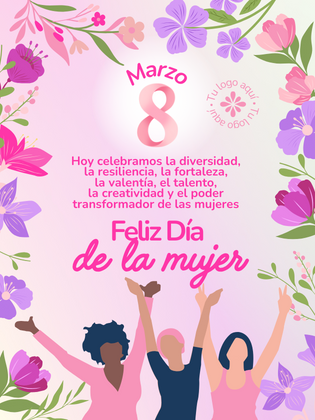 Marzo
8
Tu logo aquí • Tu logo aquí •
Hoy celebramos la diversidad,
la resiliencia, la fortaleza,
la valentía, el talento,
la creatividad y el poder
transformador de las mujeres
Feliz Día
de la mujer